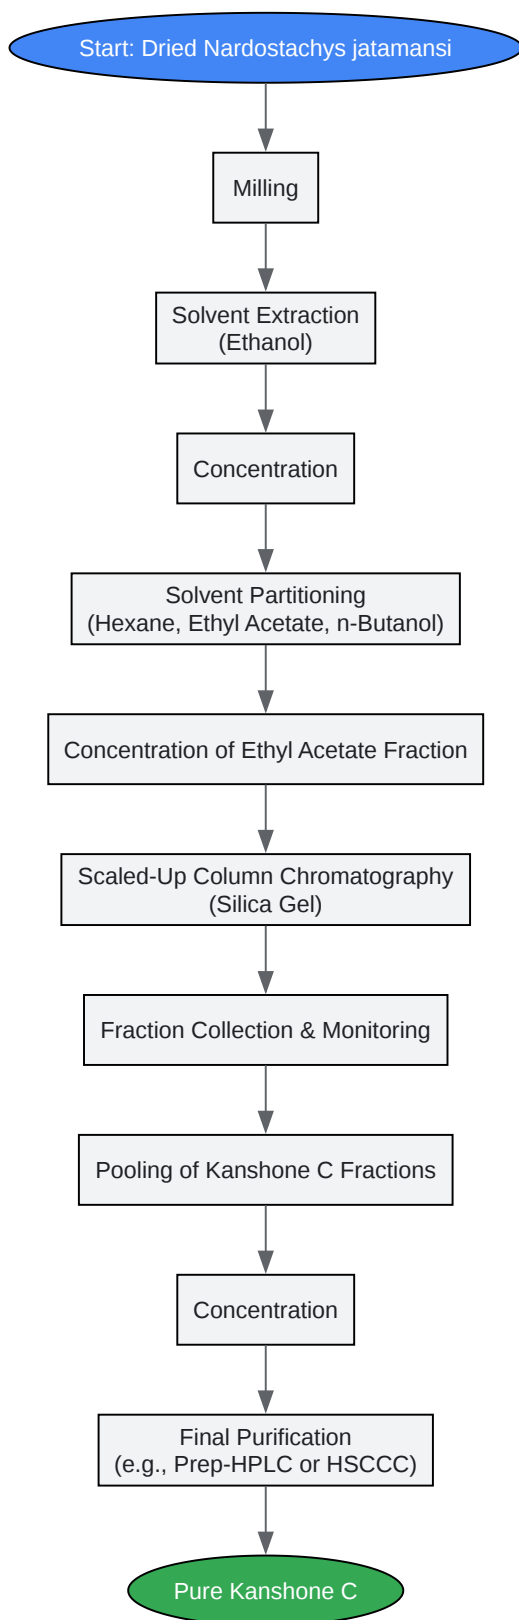 Start: Dried Nardostachys jatamansi
Milling
Solvent Extraction
(Ethanol)
Concentration
Solvent Partitioning
(Hexane, Ethyl Acetate, n-Butanol)
Concentration of Ethyl Acetate Fraction
Scaled-Up Column Chromatography
(Silica Gel)
Fraction Collection & Monitoring
Pooling of Kanshone C Fractions
Concentration
Final Purification
(e.g., Prep-HPLC or HSCCC)
Pure Kanshone C